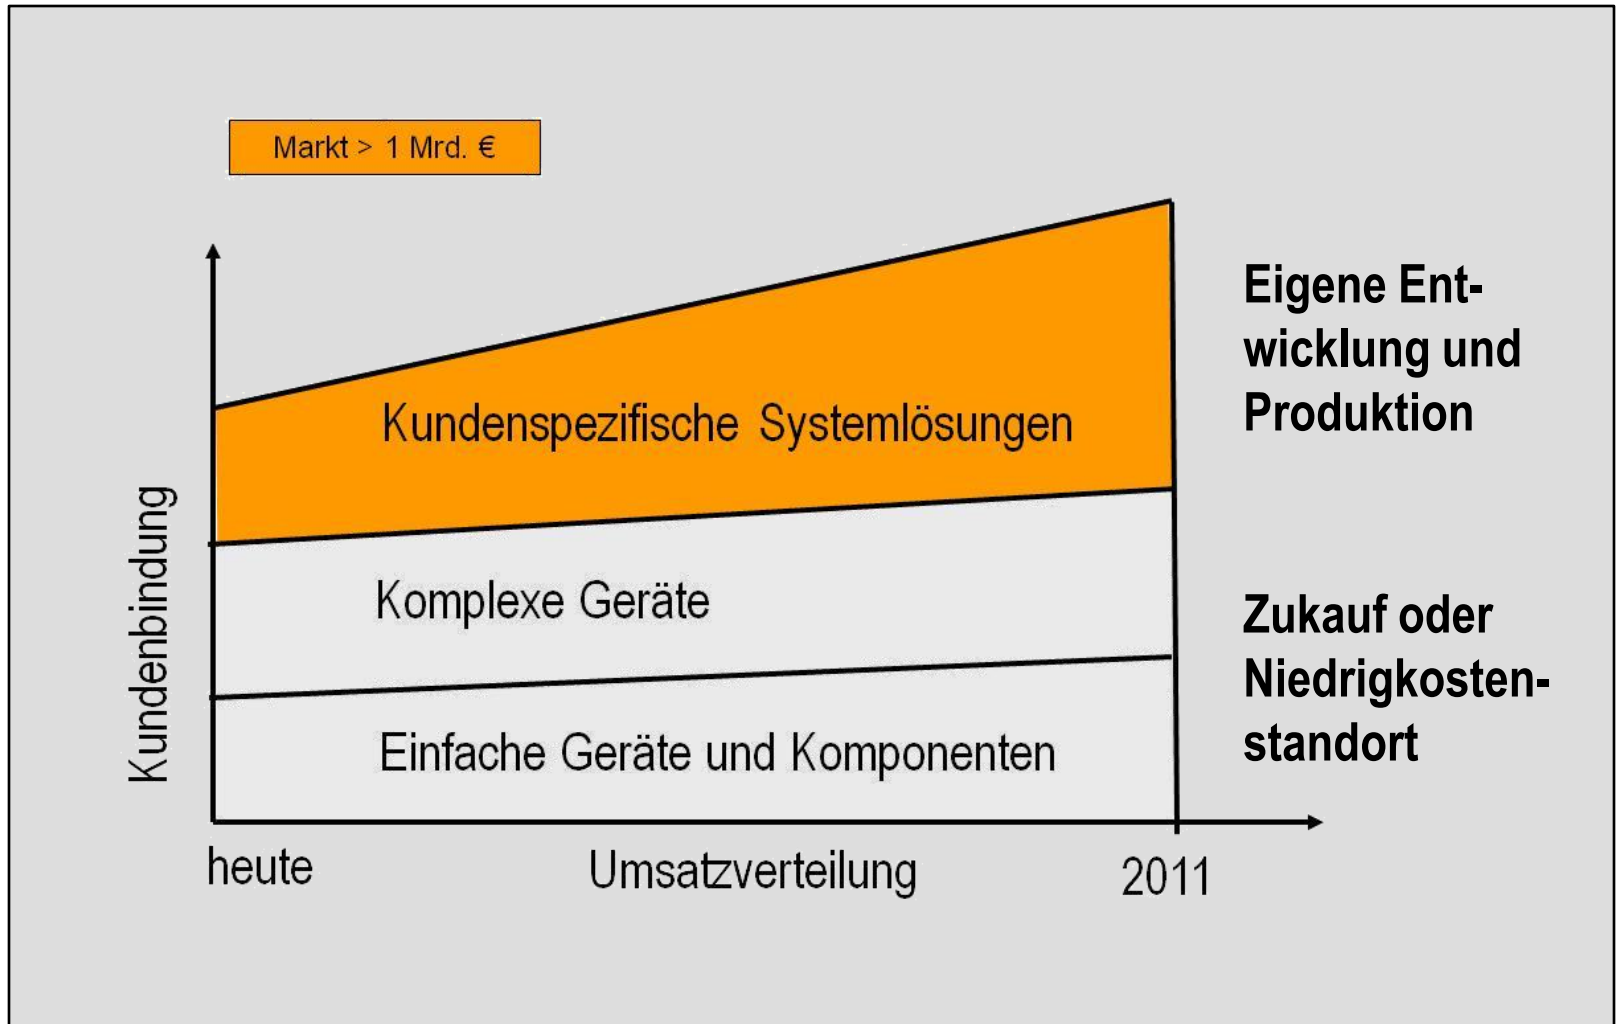 Markt > 1 Mrd. €
Eigene Ent-
wicklung und
Produktion
Kundenspezifische Systemlösungen
Kundenbindung
Komplexe Geräte
Zukauf oder
Niedrigkosten-
standort
Einfache Geräte und Komponenten
heute
Umsatzverteilung
2011